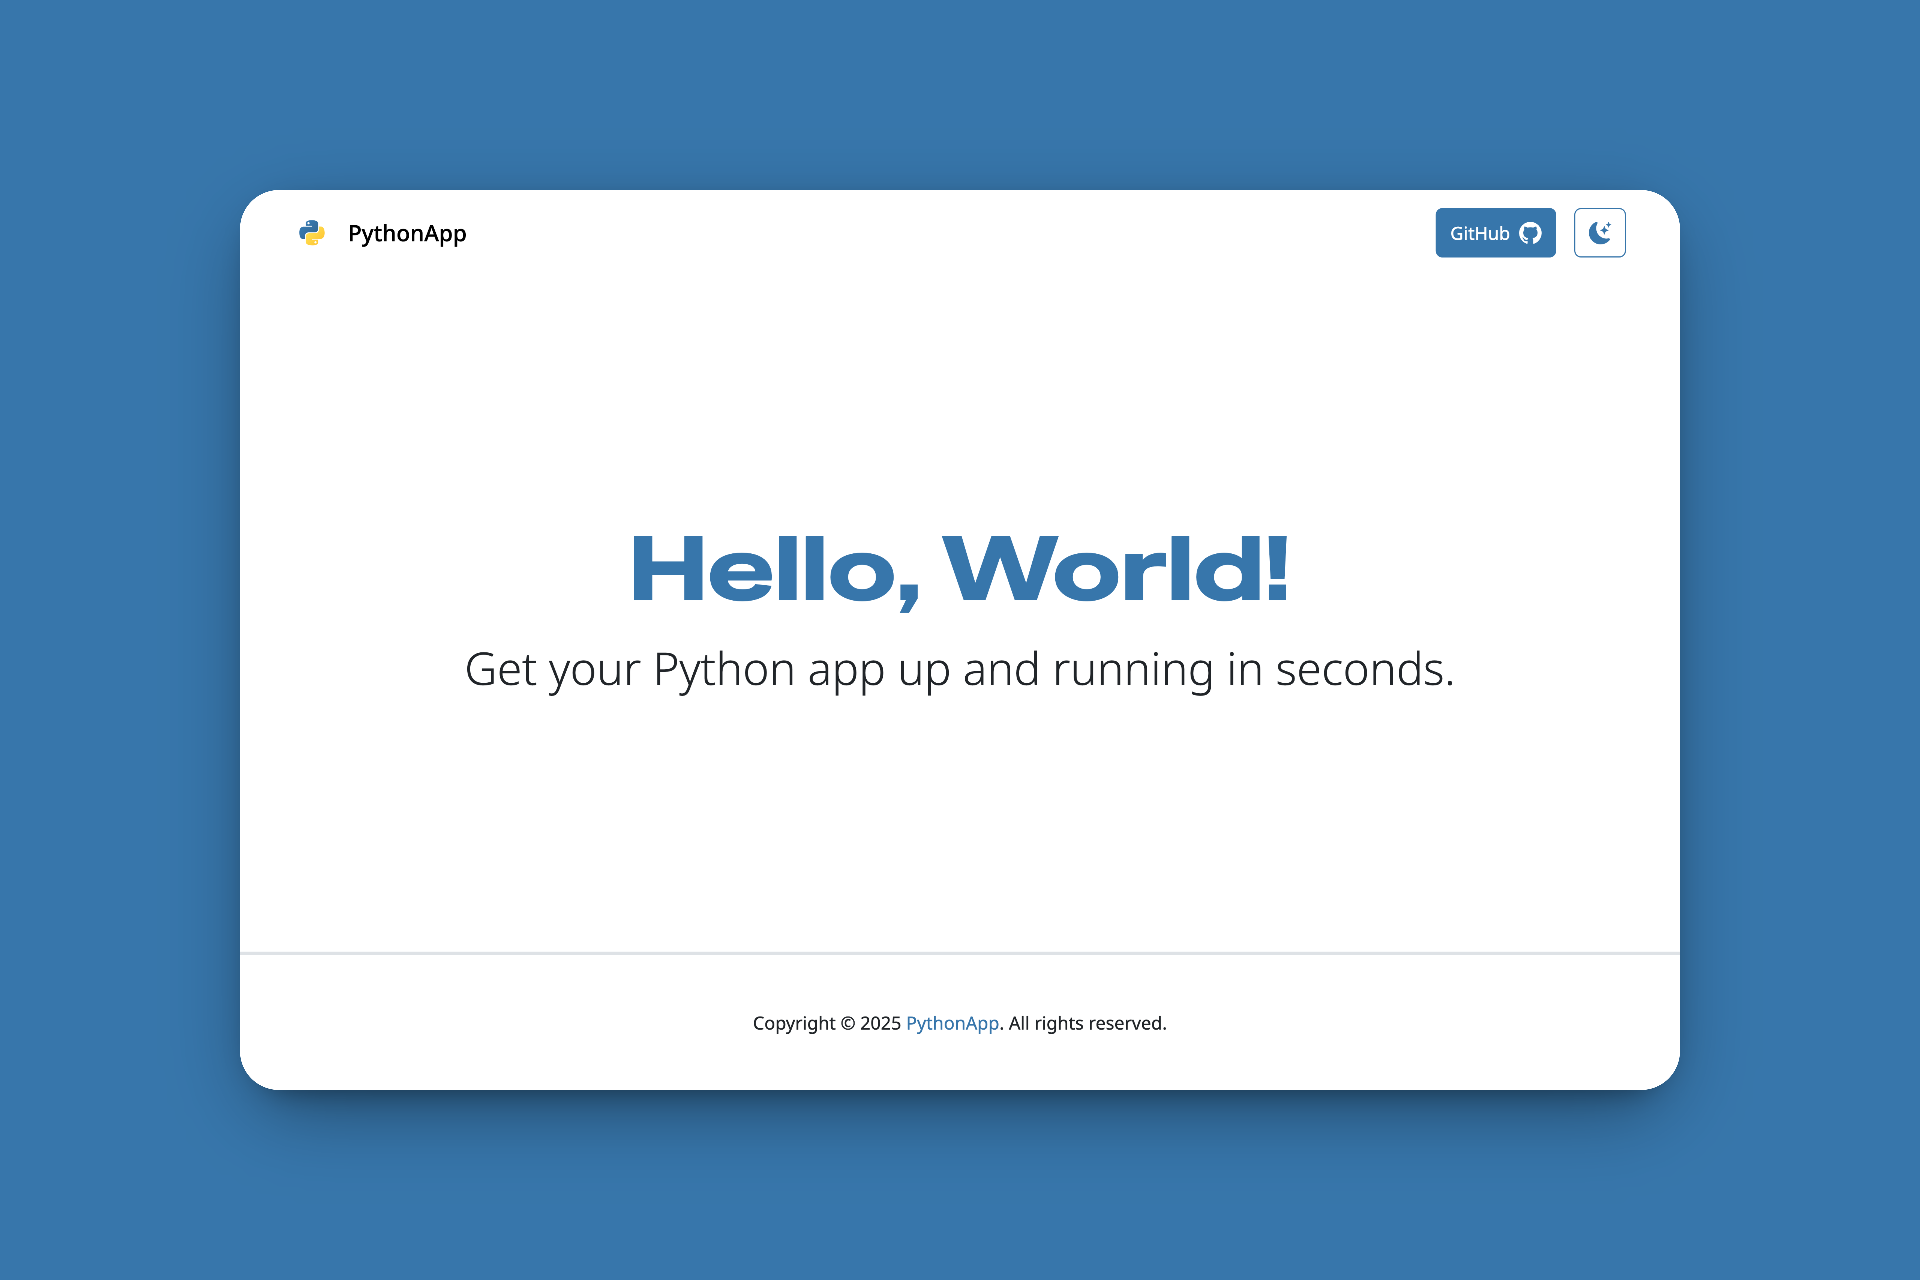 PythonApp
GitHub
Hello, World!
Get your Python app up and running in seconds.
Copyright © 2025 PythonApp. All rights reserved.